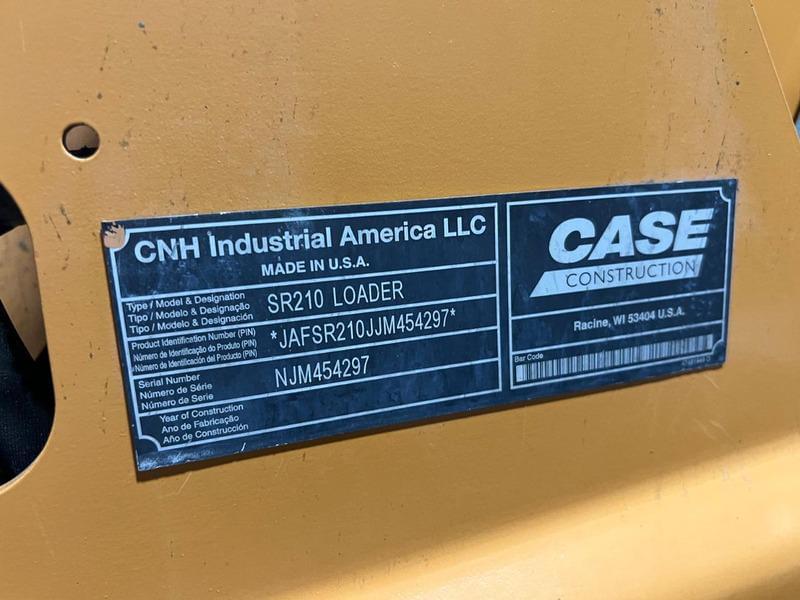 CNH Industrial America LLC
MADE IN U.S.A.
Type / Model & Designation
Tipo / Modelo & Designação
Tipo / Modelo & Designación
SR210 LOADER
Product Identification Number (PIN)
Número de Identificação do Produto (PIN)
Número de Identificación del Producto (PIN)
*JAFSR210JJM454297*
Serial Number
Número de Série
Número de Serie
NJM454297
Year of Construction
Ano de Fabricação
Año de Construcción
CASE
CONSTRUCTION
Racine, WI 53404 U.S.A.
Bar Code